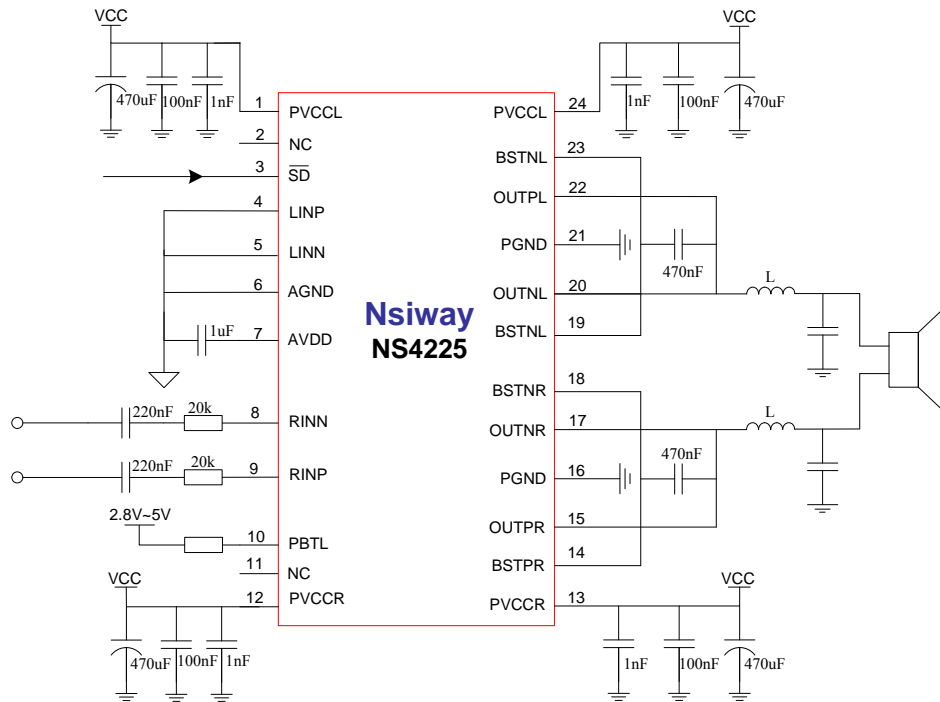 VCC
470uF
100nF
1nF
VCC
1nF
100nF
470uF
1
PVCCL
PVCCL
24
2
NC
BSTNL
23
3
SD
OUTPL
22
4
LINP
5
LINN
PGND
21
470nF
6
AGND
OUTNL
20
L
1uF
7
AVDD
Nsiway
NS4225
BSTNL
19
BSTNR
18
220nF
20k
8
RINN
OUTNR
17
L
220nF
20k
9
RINP
PGND
16
470nF
2.8V~5V
10
PBTL
OUTPR
15
11
NC
BSTPR
14
VCC
12
PVCCR
PVCCR
13
VCC
470uF
100nF
1nF
1nF
100nF
470uF